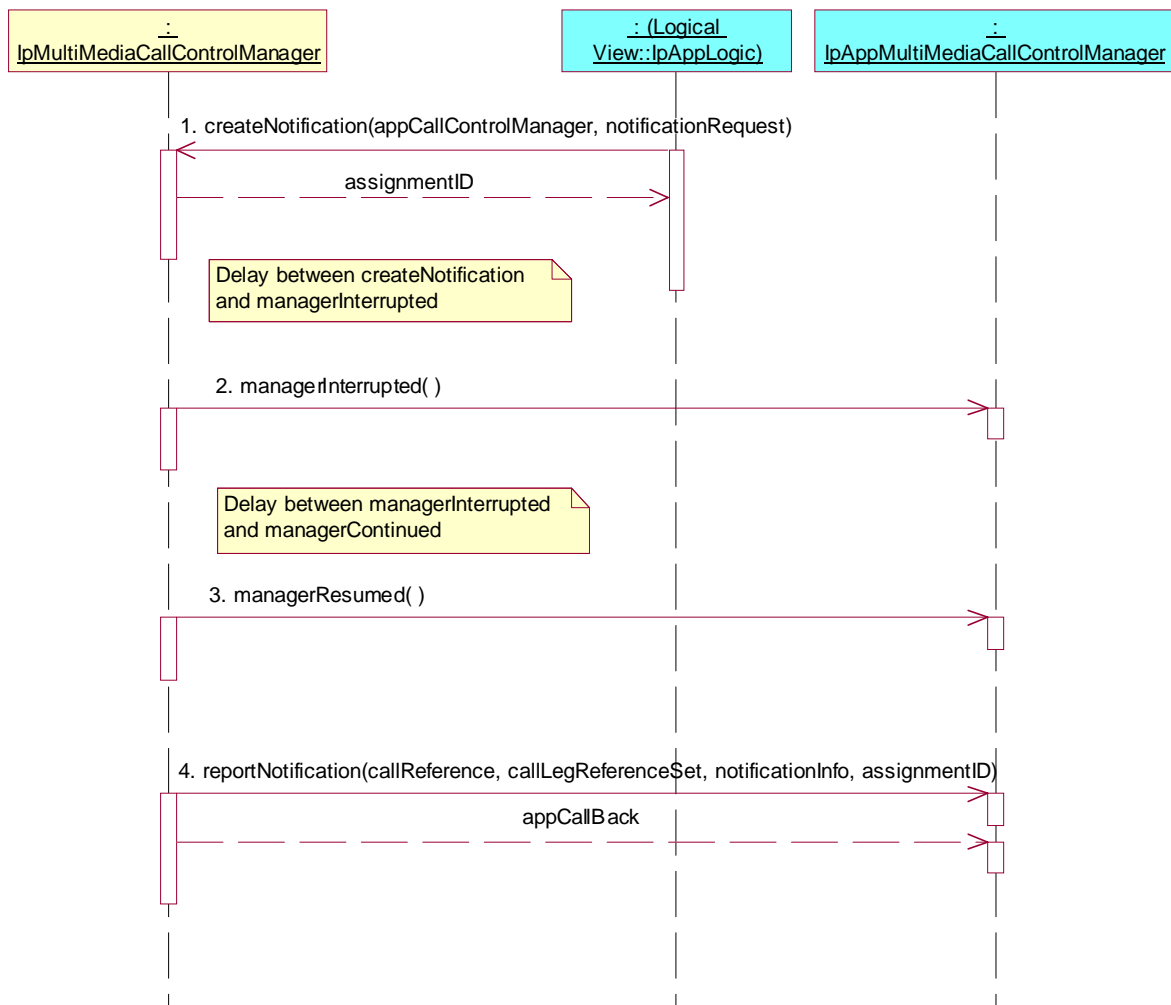 :
IpMultiMediaCallControlManager
: (Logical
View::IpAppLogic)
:
IpAppMultiMediaCallControlManager
1. createNotification(appCallControlManager, notificationRequest)
assignmentID
Delay between createNotification
and managerInterrupted
2. managerInterrupted( )
Delay between managerInterrupted
and managerContinued
3. managerResumed( )
4. reportNotification(callReference, callLegReferenceSet, notificationInfo, assignmentID)
appCallBack